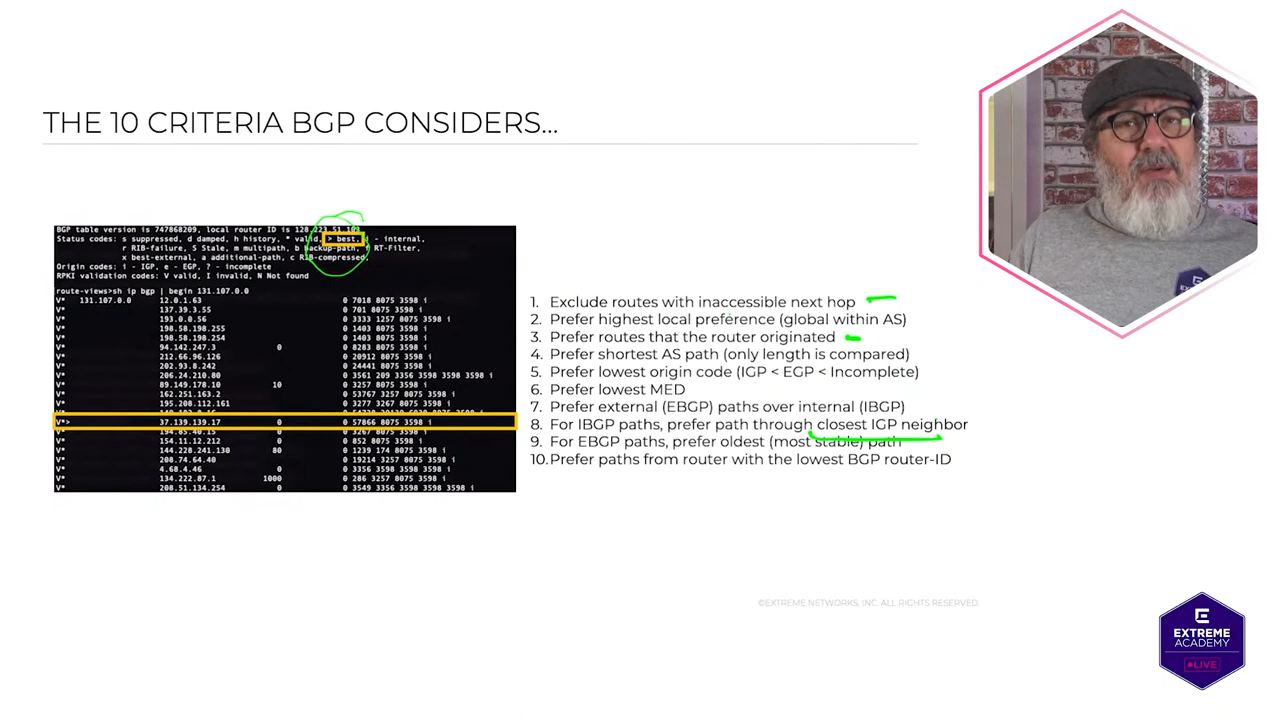 THE 10 CRITERIA BGP CONSIDERS...
BGP table version is 747868209, local router ID is 128.223.51.103
Status codes: s suppressed, d damped, h history, * valid, > best, i - internal,
r RIB-failure, S Stale, m multipath, b backup-path, f RT-Filter,
x best-external, a additional-path, c RIB-compressed,
Origin codes: i - IGP, e - EGP, ? - incomplete
RPKI validation codes: V valid, I invalid, N Not found
route-views>sh ip bgp | begin 131.107.0.0
V* 131.107.0.0 12.0.1.63 0 7018 8075 3598 i
V* 137.39.3.55 0 701 8075 3598 i
V* 193.0.0.56 0 3333 1257 8075 3598 i
V* 198.58.198.255 0 1403 8075 3598 i
V* 198.58.198.254 0 1403 8075 3598 i
V* 94.142.247.3 0 0 8283 8075 3598 i
V* 212.66.96.126 0 20912 8075 3598 i
V* 202.93.8.242 0 24441 8075 3598 i
V* 206.24.210.80 0 3561 209 3356 3598 3598 3598 i
V* 89.149.178.10 10 0 3257 8075 3598 i
V* 162.251.163.2 0 53767 3257 8075 3598 i
V* 195.208.112.161 0 3277 3267 8075 3598 i
V*> 37.139.139.17 0 0 57866 8075 3598 i
V* 194.85.40.15 0 0 3267 8075 3598 i
V* 154.11.12.212 0 0 852 8075 3598 i
V* 144.228.241.130 80 0 1239 174 8075 3598 i
V* 208.74.64.40 0 19214 3257 8075 3598 i
V* 4.68.4.46 0 0 3356 3598 3598 3598 i
V* 134.222.87.1 1000 0 286 3257 8075 3598 i
V* 208.51.134.254 0 0 3549 3356 3598 3598 3598 i
1. Exclude routes with inaccessible next hop
2. Prefer highest local preference (global within AS)
3. Prefer routes that the router originated
4. Prefer shortest AS path (only length is compared)
5. Prefer lowest origin code (IGP < EGP < Incomplete)
6. Prefer lowest MED
7. Prefer external (EBGP) paths over internal (IBGP)
8. For IBGP paths, prefer path through closest IGP neighbor
9. For EBGP paths, prefer oldest (most stable) path
10. Prefer paths from router with the lowest BGP router-ID
©EXTREME NETWORKS, INC. ALL RIGHTS RESERVED.
EXTREME
ACADEMY
LIVE